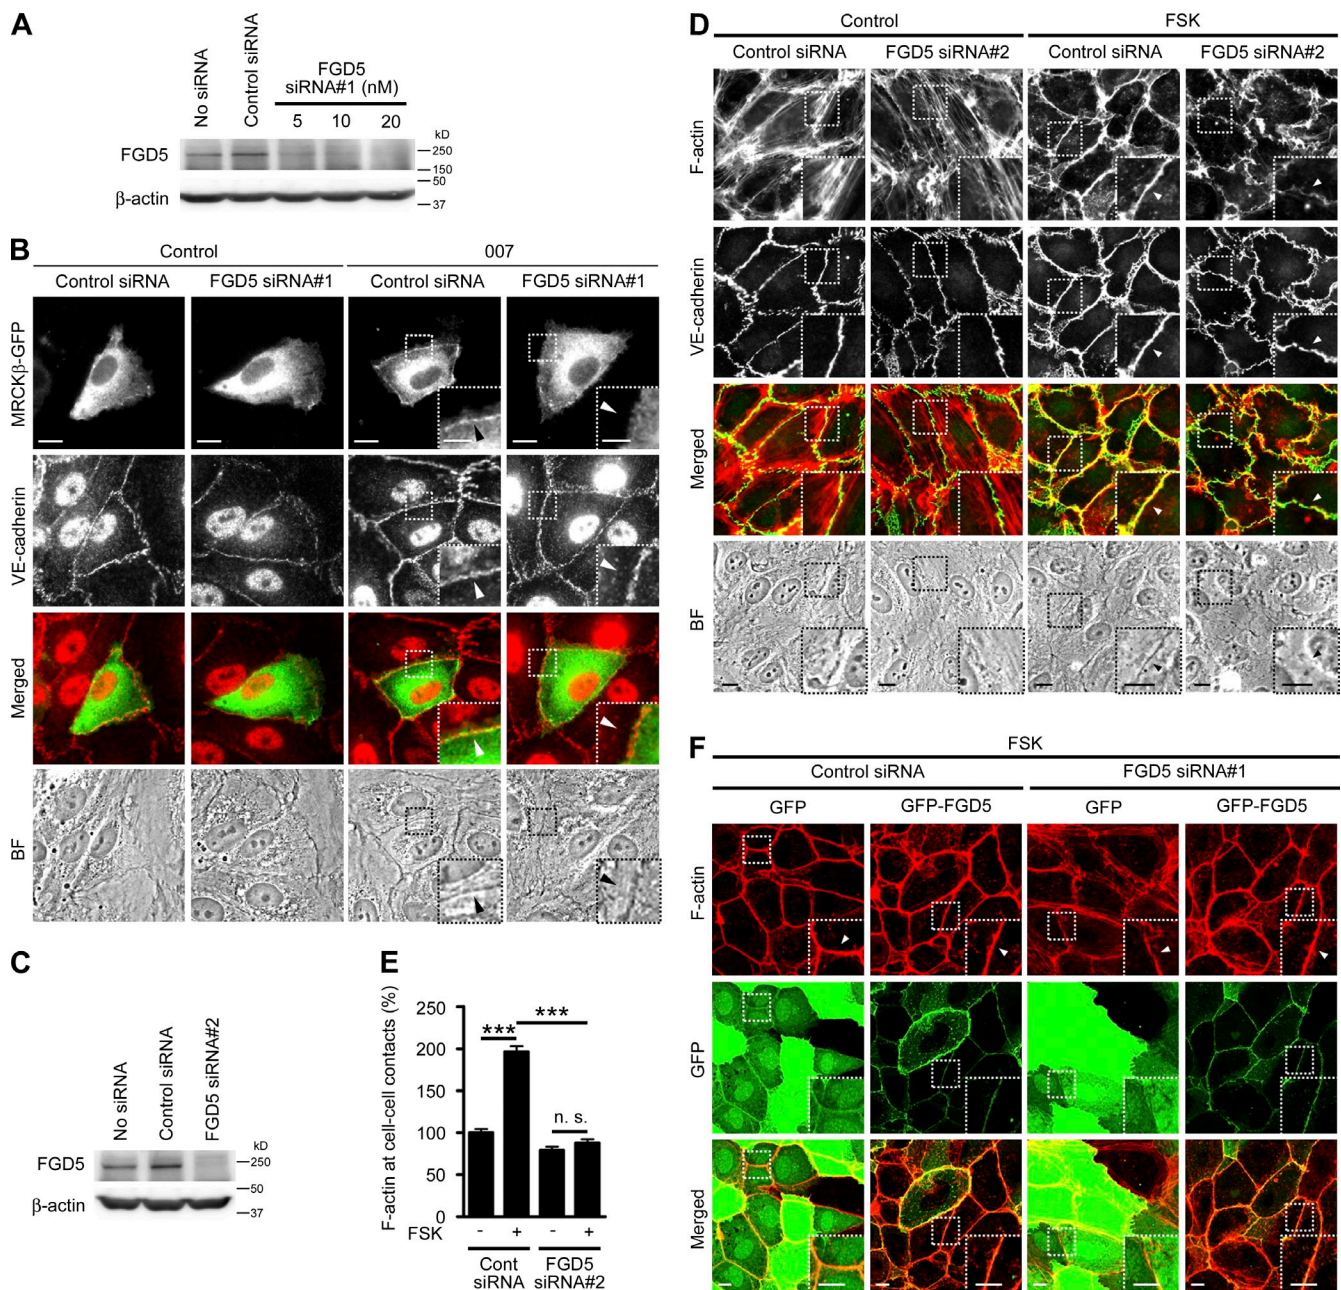 A
No siRNA
Control siRNA
FGD5
siRNA#1 (nM)
5 10 20
kD
FGD5
250
150
50
β-actin
37
B
Control 007
Control siRNA FGD5 siRNA#1 Control siRNA FGD5 siRNA#1
MRCKβ-GFP
VE-cadherin
Merged
BF
C
No siRNA
Control siRNA
FGD5 siRNA#2
kD
FGD5
250
50
β-actin
37
D
Control FSK
Control siRNA FGD5 siRNA#2 Control siRNA FGD5 siRNA#2
F-actin
VE-cadherin
Merged
BF
E
F-actin at cell-cell contacts (%)
250
200
150
100
50
0
***
***
n. s.
FSK - + - +
Cont
siRNA
FGD5
siRNA#2
F
FSK
Control siRNA FGD5 siRNA#1
GFP GFP-FGD5 GFP GFP-FGD5
F-actin
GFP
Merged